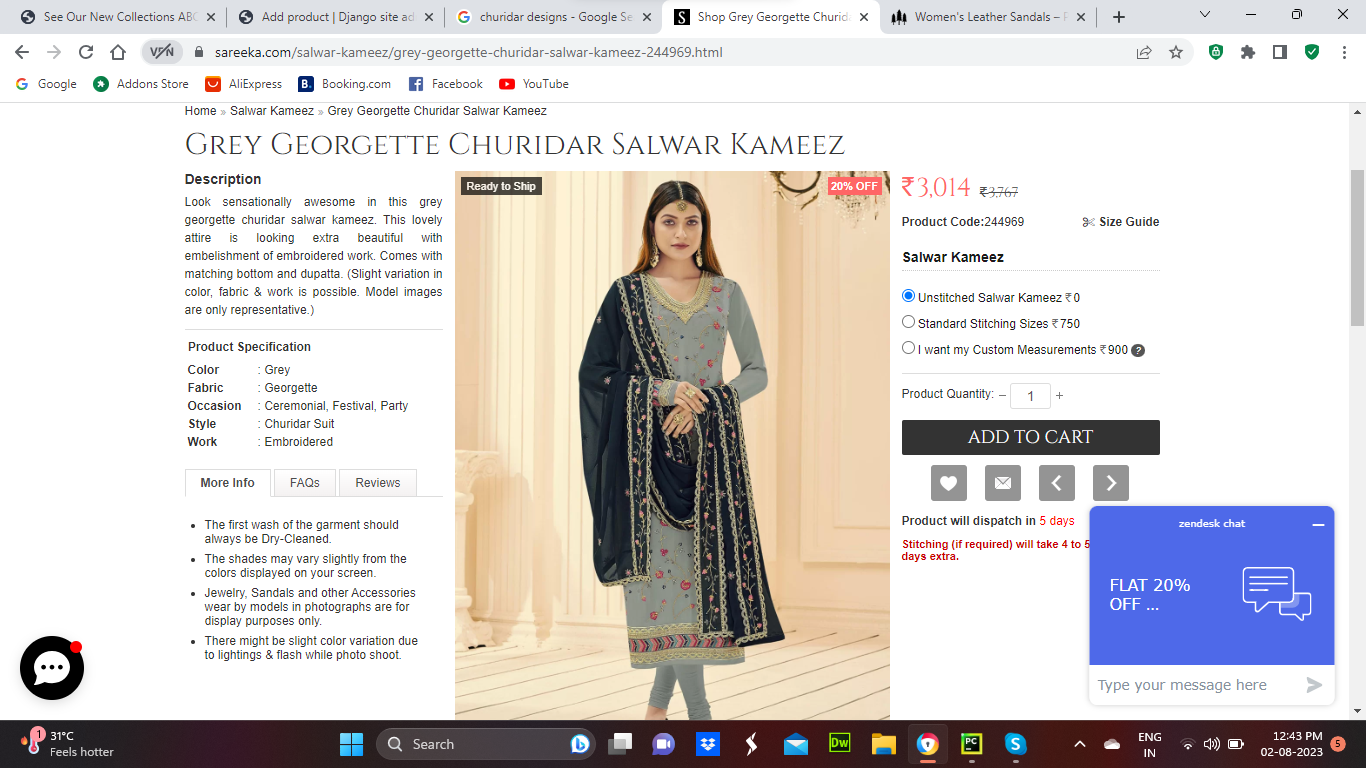 See Our New Collections ABC
Add product | Django site ad
churidar designs - Google Se
Shop Grey Georgette Churida
Women's Leather Sandals – P
VPN
sareeka.com/salwar-kameez/grey-georgette-churidar-salwar-kameez-244969.html
Google
Addons Store
AliExpress
B.
Booking.com
Facebook
YouTube
Home » Salwar Kameez » Grey Georgette Churidar Salwar Kameez
Grey Georgette Churidar Salwar Kameez
Description
Look sensationally awesome in this grey
georgette churidar salwar kameez. This lovely
attire is looking extra beautiful with
embelishment of embroidered work. Comes with
matching bottom and dupatta. (Slight variation in
color, fabric & work is possible. Model images
are only representative.)
Product Specification
Color : Grey
Fabric : Georgette
Occasion : Ceremonial, Festival, Party
Style : Churidar Suit
Work : Embroidered
More Info
FAQs
Reviews
The first wash of the garment should
always be Dry-Cleaned.
The shades may vary slightly from the
colors displayed on your screen.
Jewelry, Sandals and other Accessories
wear by models in photographs are for
display purposes only.
There might be slight color variation due
to lightings & flash while photo shoot.
Ready to Ship
20% OFF
₹3,014 ₹3,767
Product Code:244969
Size Guide
Salwar Kameez
Unstitched Salwar Kameez ₹0
Standard Stitching Sizes ₹750
I want my Custom Measurements ₹900 ?
Product Quantity: – 1 +
ADD TO CART
Product will dispatch in 5 days
Stitching (if required) will take 4 to 5
days extra.
zendesk chat
FLAT 20%
OFF ...
Type your message here
1
31°C
Feels hotter
Search
Dw
PC
S
ENG
IN
12:43 PM
02-08-2023
5